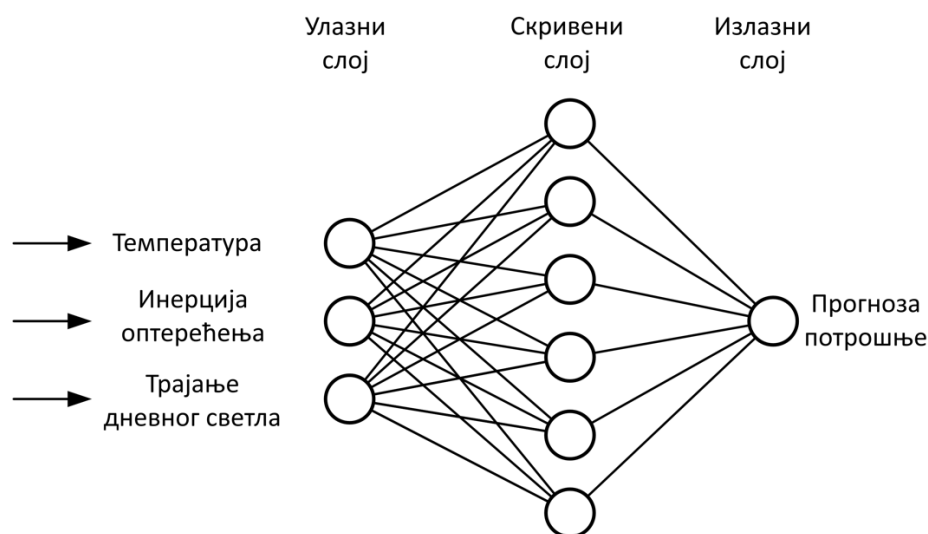 Улазни
слој
Скривени
слој
Излазни
слој
Температура
Инерција
оптерећења
Трајање
дневног светла
Прогноза
потрошње